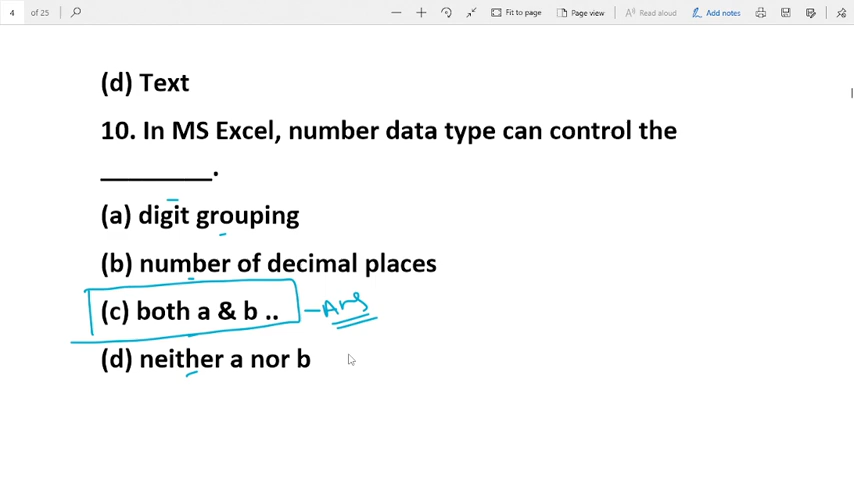 4 of 25 Fit to page Page view Read aloud Add notes
(d) Text
10. In MS Excel, number data type can control the
________.
(a) digit grouping
(b) number of decimal places
(c) both a & b .. – Ans
(d) neither a nor b